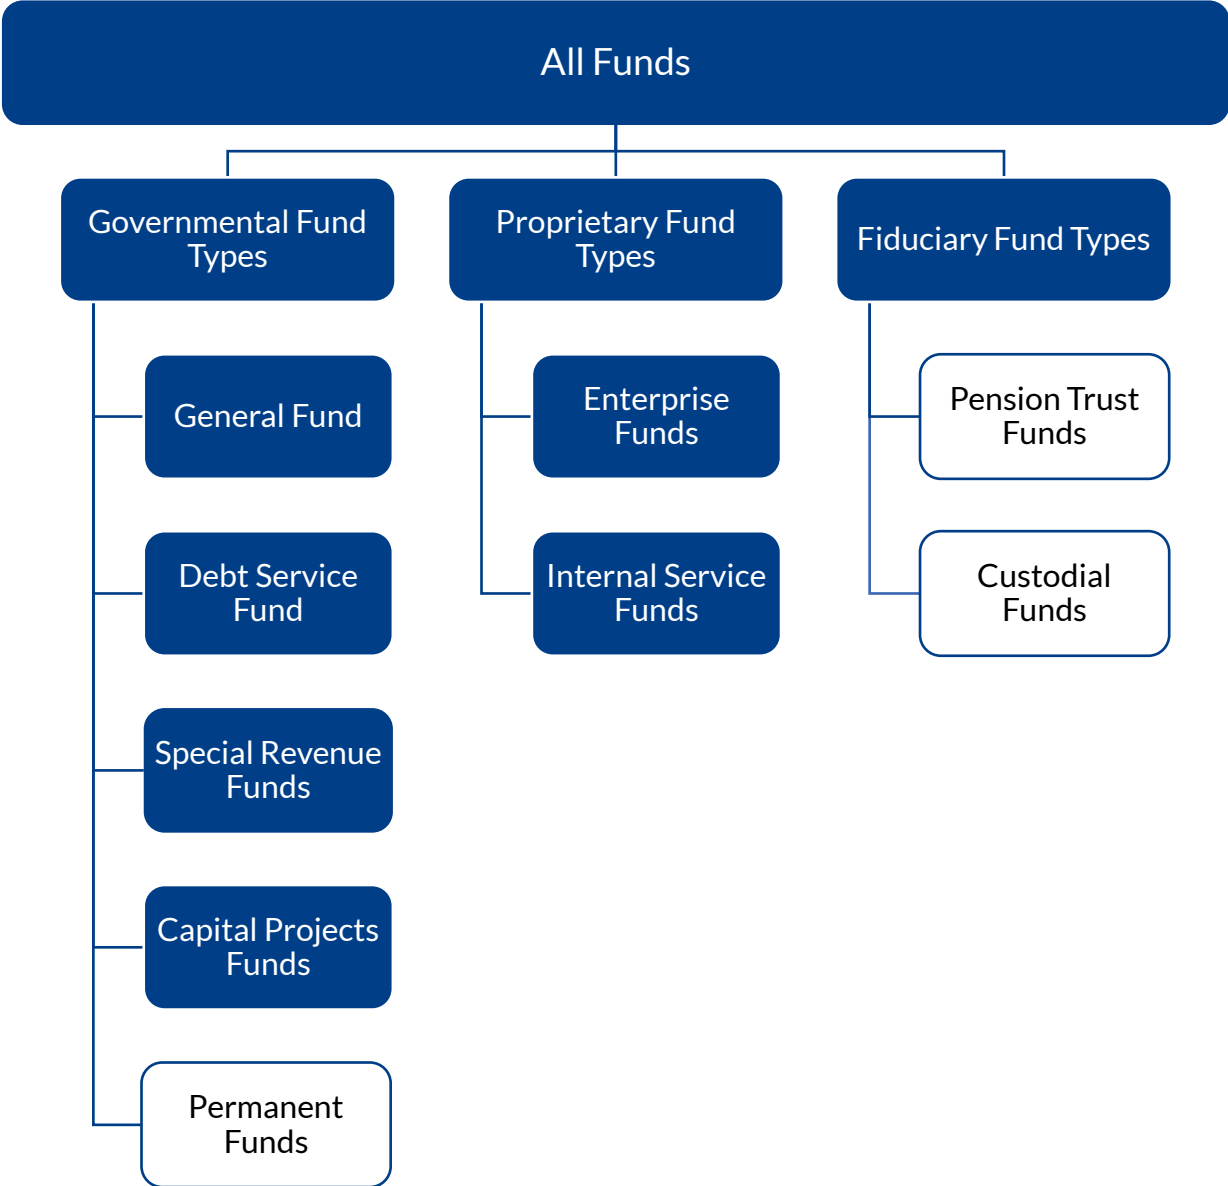 All Funds
Governmental Fund
Types
Proprietary Fund
Types
Fiduciary Fund Types
General Fund
Debt Service
Fund
Special Revenue
Funds
Capital Projects
Funds
Permanent
Funds
Enterprise
Funds
Internal Service
Funds
Pension Trust
Funds
Custodial
Funds